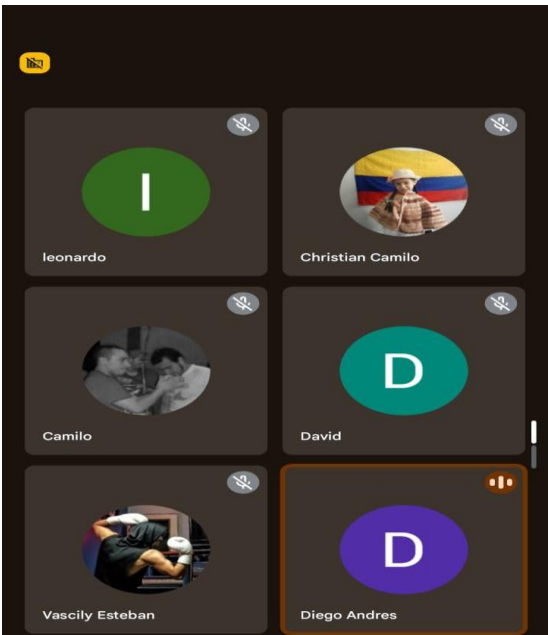 l
leonardo
Christian Camilo
Camilo
D
David
Vascily Esteban
D
Diego Andres